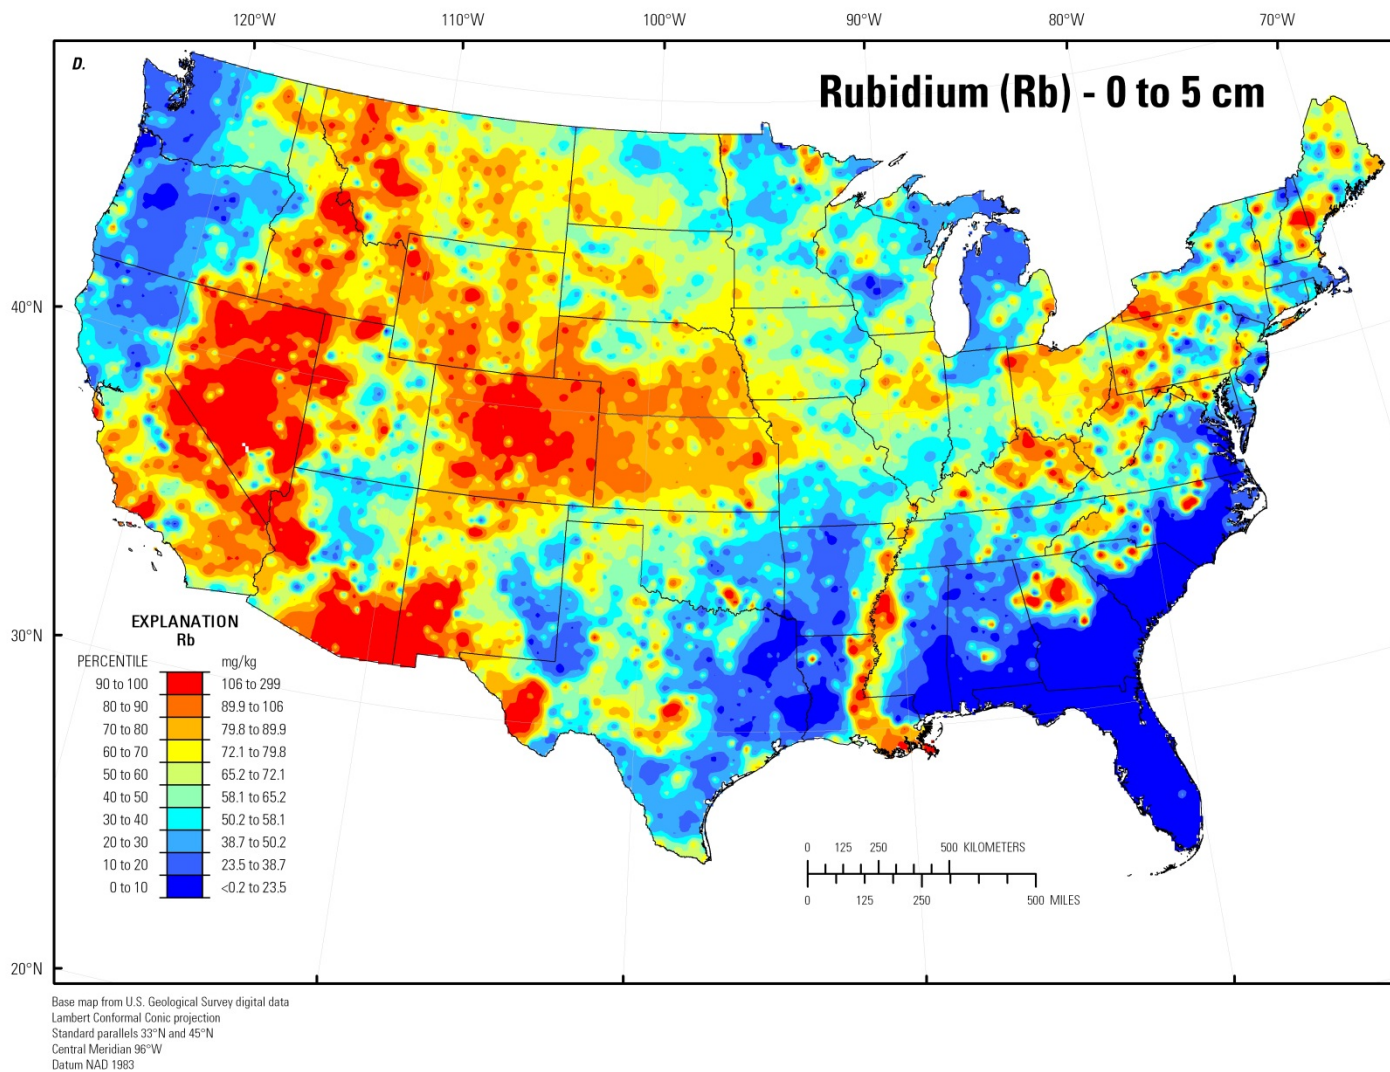 120°W 110°W 100°W 90°W 80°W 70°W
D.
Rubidium (Rb) - 0 to 5 cm
40°N
30°N
20°N
EXPLANATION
Rb
PERCENTILE mg/kg
90 to 100 106 to 299
80 to 90 89.9 to 106
70 to 80 79.8 to 89.9
60 to 70 72.1 to 79.8
50 to 60 65.2 to 72.1
40 to 50 58.1 to 65.2
30 to 40 50.2 to 58.1
20 to 30 38.7 to 50.2
10 to 20 23.5 to 38.7
0 to 10 <0.2 to 23.5
0 125 250 500 KILOMETERS
0 125 250 500 MILES
Base map from U.S. Geological Survey digital data
Lambert Conformal Conic projection
Standard parallels 33°N and 45°N
Central Meridian 96°W
Datum NAD 1983